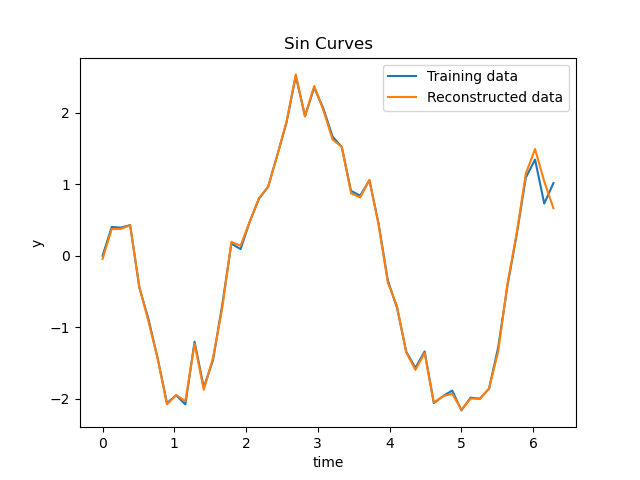 Sin Curves
Training data
Reconstructed data
2
1
0
−1
−2
y
0 1 2 3 4 5 6
time